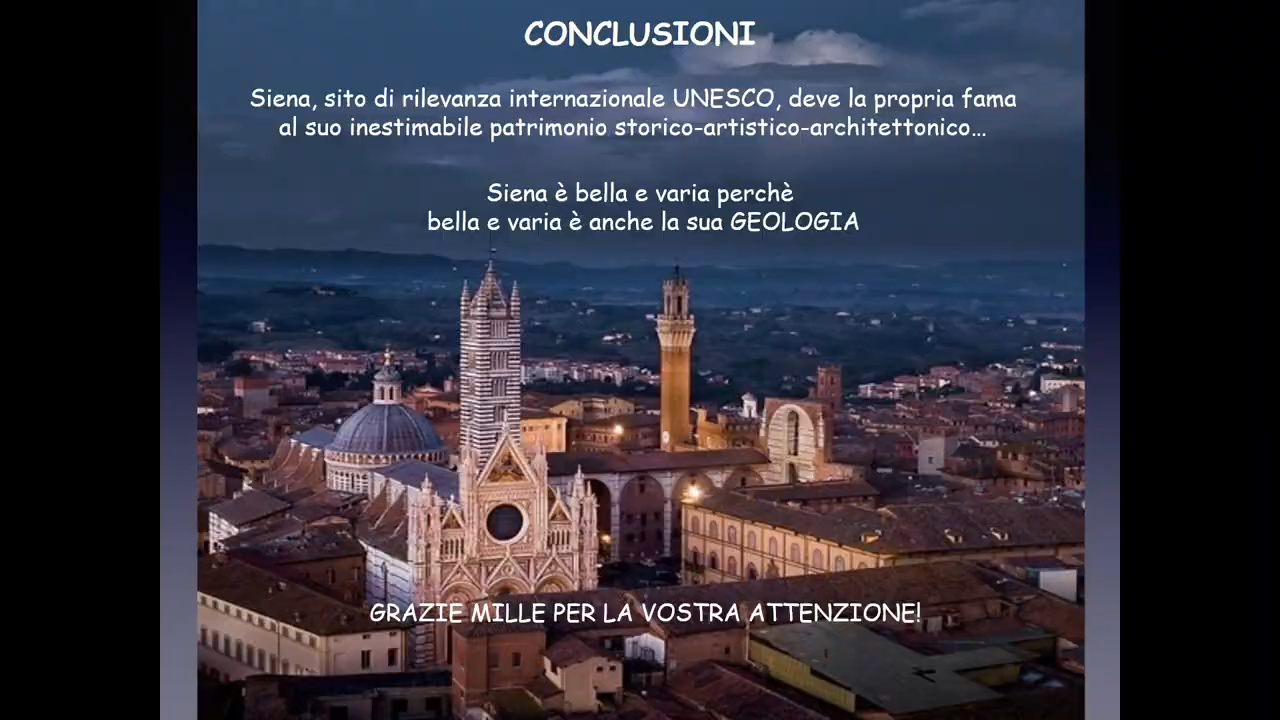 CONCLUSIONI
Siena, sito di rilevanza internazionale UNESCO, deve la propria fama
al suo inestimabile patrimonio storico-artistico-architettonico...
Siena è bella e varia perchè
bella e varia è anche la sua GEOLOGIA
GRAZIE MILLE PER LA VOSTRA ATTENZIONE!